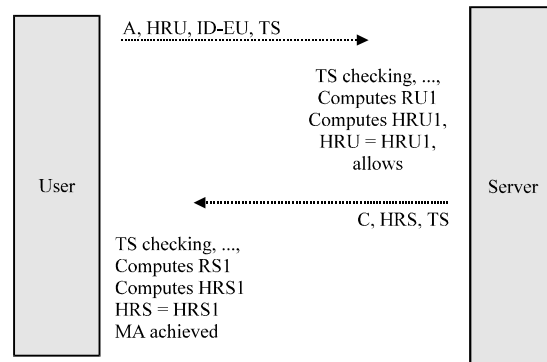 A, HRU, ID-EU, TS
TS checking, ...,
Computes RU1
Computes HRU1,
HRU = HRU1,
allows
User
Server
C, HRS, TS
TS checking, ...,
Computes RS1
Computes HRS1
HRS = HRS1
MA achieved